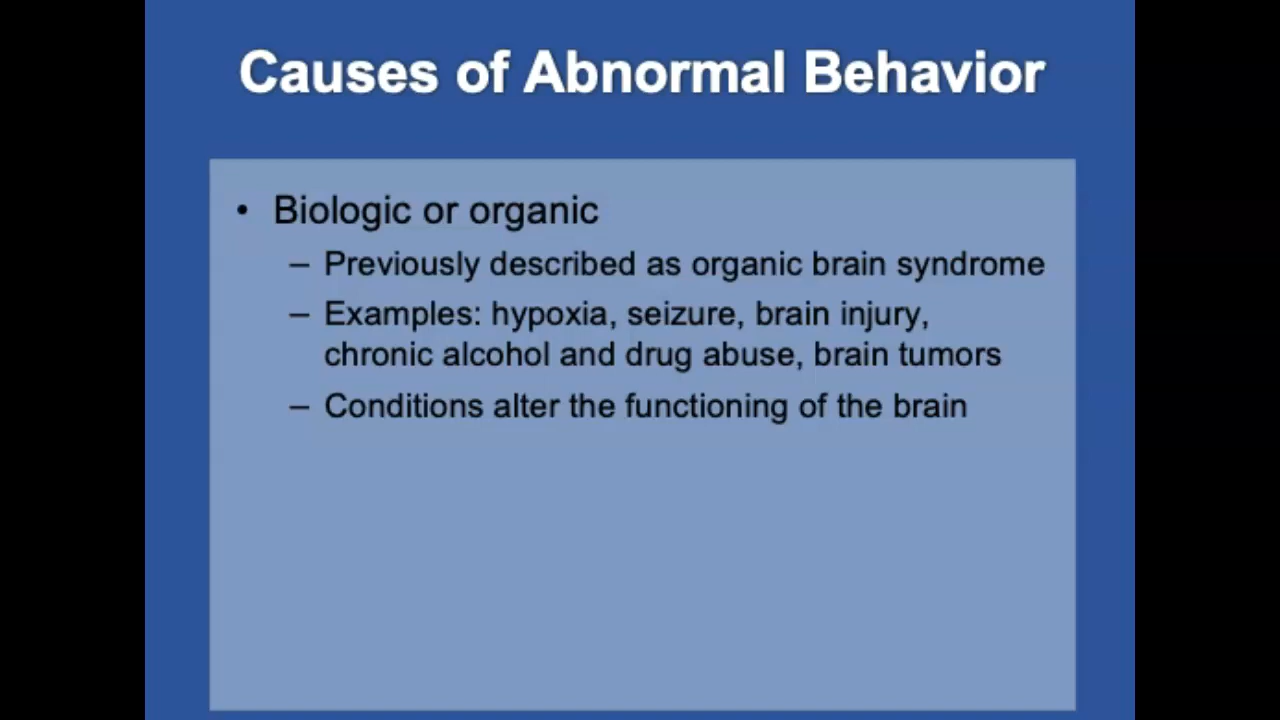 Causes of Abnormal Behavior
• Biologic or organic
– Previously described as organic brain syndrome
– Examples: hypoxia, seizure, brain injury,
chronic alcohol and drug abuse, brain tumors
– Conditions alter the functioning of the brain